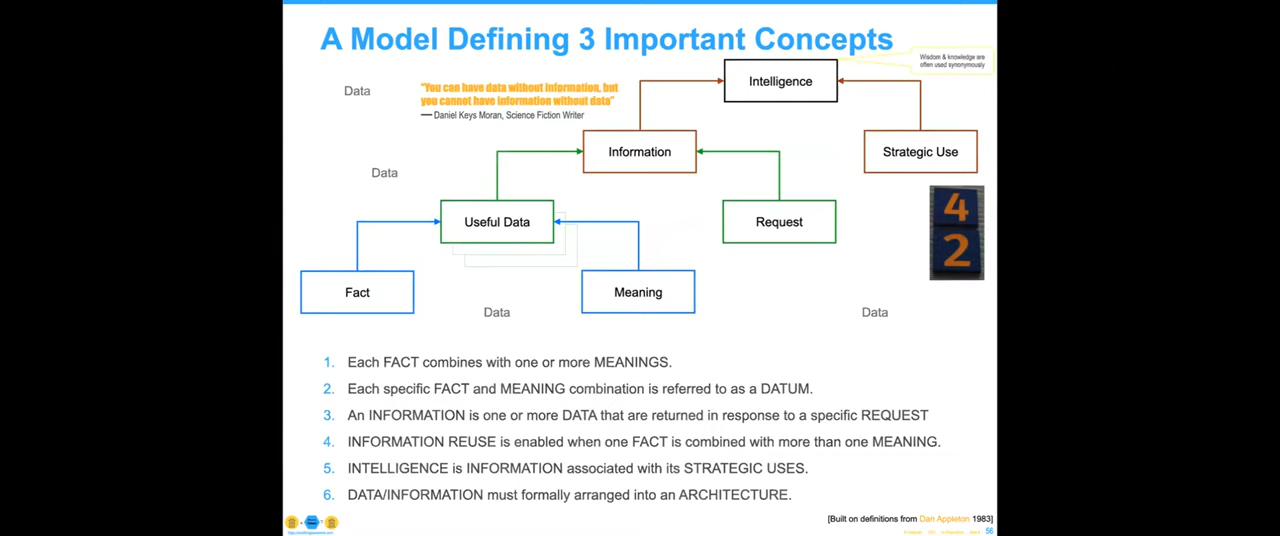 A Model Defining 3 Important Concepts
Wisdom & knowledge are
often used synonymously
Intelligence
Data
"You can have data without information, but
you cannot have information without data"
— Daniel Keys Moran, Science Fiction Writer
Information
Strategic Use
Data
4
2
Useful Data
Request
Fact
Meaning
Data
Data
1. Each FACT combines with one or more MEANINGS.
2. Each specific FACT and MEANING combination is referred to as a DATUM.
3. An INFORMATION is one or more DATA that are returned in response to a specific REQUEST
4. INFORMATION REUSE is enabled when one FACT is combined with more than one MEANING.
5. INTELLIGENCE is INFORMATION associated with its STRATEGIC USES.
6. DATA/INFORMATION must formally arranged into an ARCHITECTURE.
[Built on definitions from Dan Appleton 1983]
56